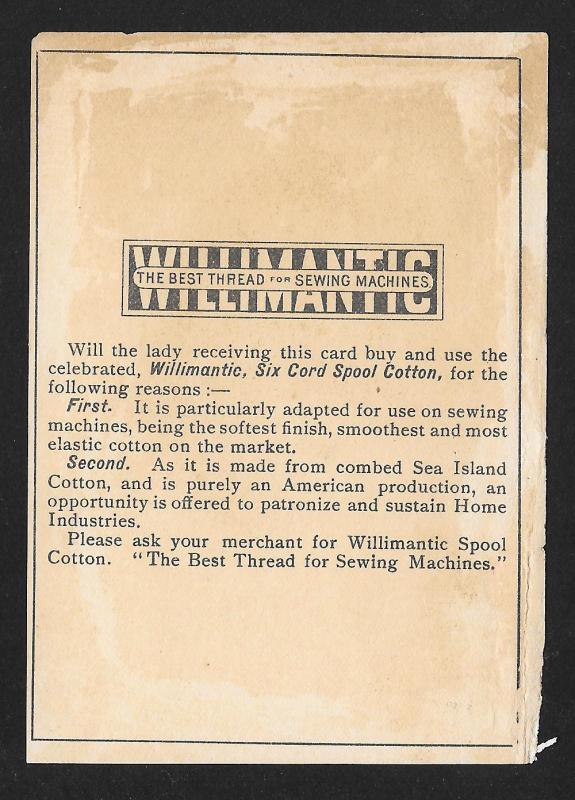 WILLIMANTIC
THE BEST THREAD FOR SEWING MACHINES
Will the lady receiving this card buy and use the
celebrated, Willimantic, Six Cord Spool Cotton, for the
following reasons :—
First. It is particularly adapted for use on sewing
machines, being the softest finish, smoothest and most
elastic cotton on the market.
Second. As it is made from combed Sea Island
Cotton, and is purely an American production, an
opportunity is offered to patronize and sustain Home
Industries.
Please ask your merchant for Willimantic Spool
Cotton. "The Best Thread for Sewing Machines."